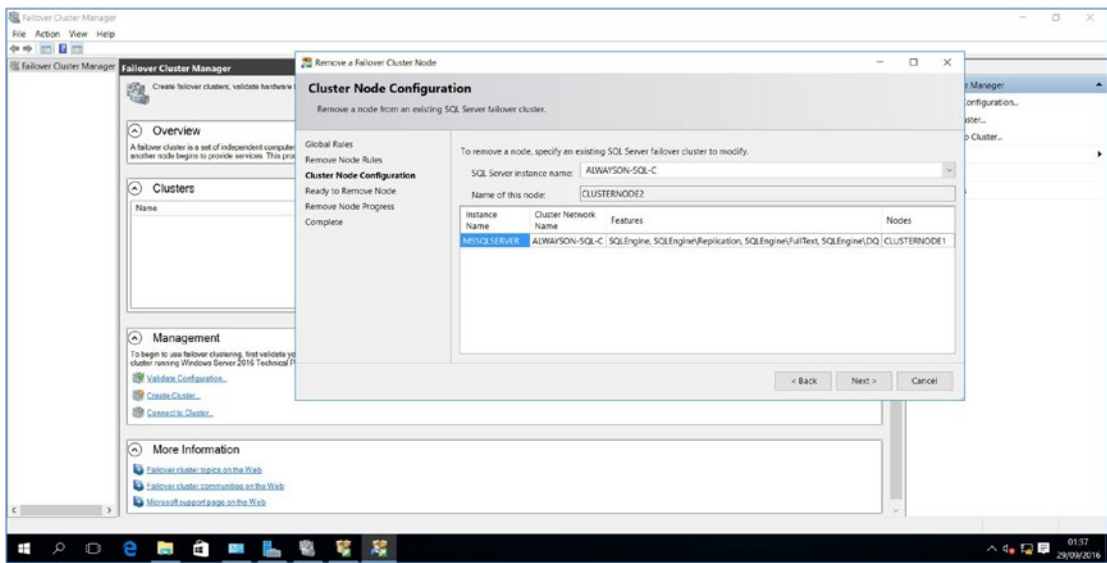 Failover Cluster Manager
File Action View Help
Failover Cluster Manager
Failover Cluster Manager
Create failover clusters, validate hardware
Overview
A failover cluster is a set of independent computer
another node begins to provide services. This
Clusters
Name
Management
To begin to use failover clustering, first validate
cluster running Windows Server 2016 Technical
Validate Configuration...
Create Cluster...
Connect to Cluster...
More Information
Failover cluster topics on the Web
Failover cluster communities on the Web
Microsoft support page on the Web
Remove a Failover Cluster Node
Cluster Node Configuration
Remove a node from an existing SQL Server failover cluster.
Global Rules
Remove Node Rules
Cluster Node Configuration
Ready to Remove Node
Remove Node Progress
Complete
To remove a node, specify an existing SQL Server failover cluster to modify.
SQL Server instance name: ALWAYSON-SQL-C
Name of this node: CLUSTERNODE2
Instance Name Cluster Network Name Features Nodes
MSSQLSERVER ALWAYSON-SQL-C SQLEngine, SQLEngine\Replication, SQLEngine\FullText, SQLEngine\DQ CLUSTERNODE1
< Back Next > Cancel
Manager
onfiguration...
uster...
o Cluster...
01:37
29/09/2016